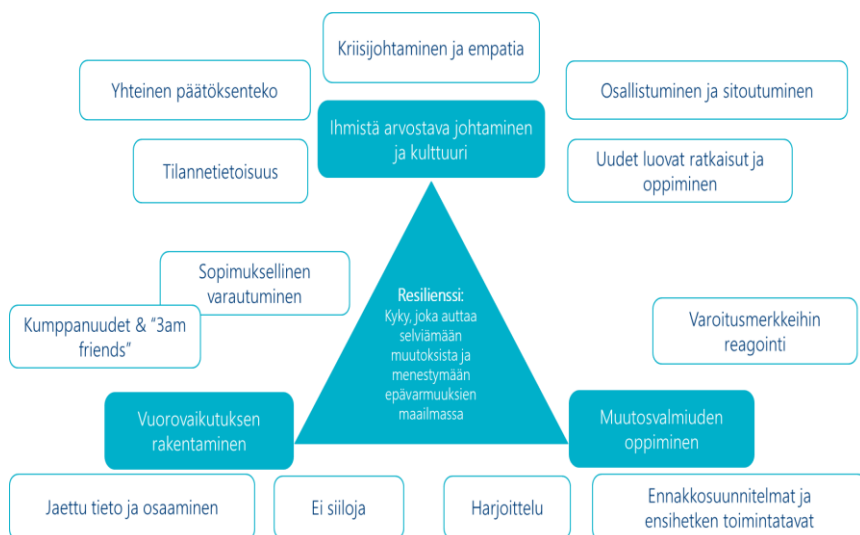 Kriisijohtaminen ja empatia
Yhteinen päätöksenteko
Osallistuminen ja sitoutuminen
Ihmistä arvostava johtaminen
ja kulttuuri
Tilannetietoisuus
Uudet luovat ratkaisut ja
oppiminen
Sopimuksellinen
varautuminen
Kumppanuudet & "3am
friends"
Resilienssi:
Kyky, joka auttaa
selviämään
muutoksista ja
menestymään
epävarmuuksien
maailmassa
Varoitusmerkkeihin
reagointi
Vuorovaikutuksen
rakentaminen
Muutosvalmiuden
oppiminen
Jaettu tieto ja osaaminen
Ei siiloja
Harjoittelu
Ennakkosuunnitelmat ja
ensihetken toimintatavat